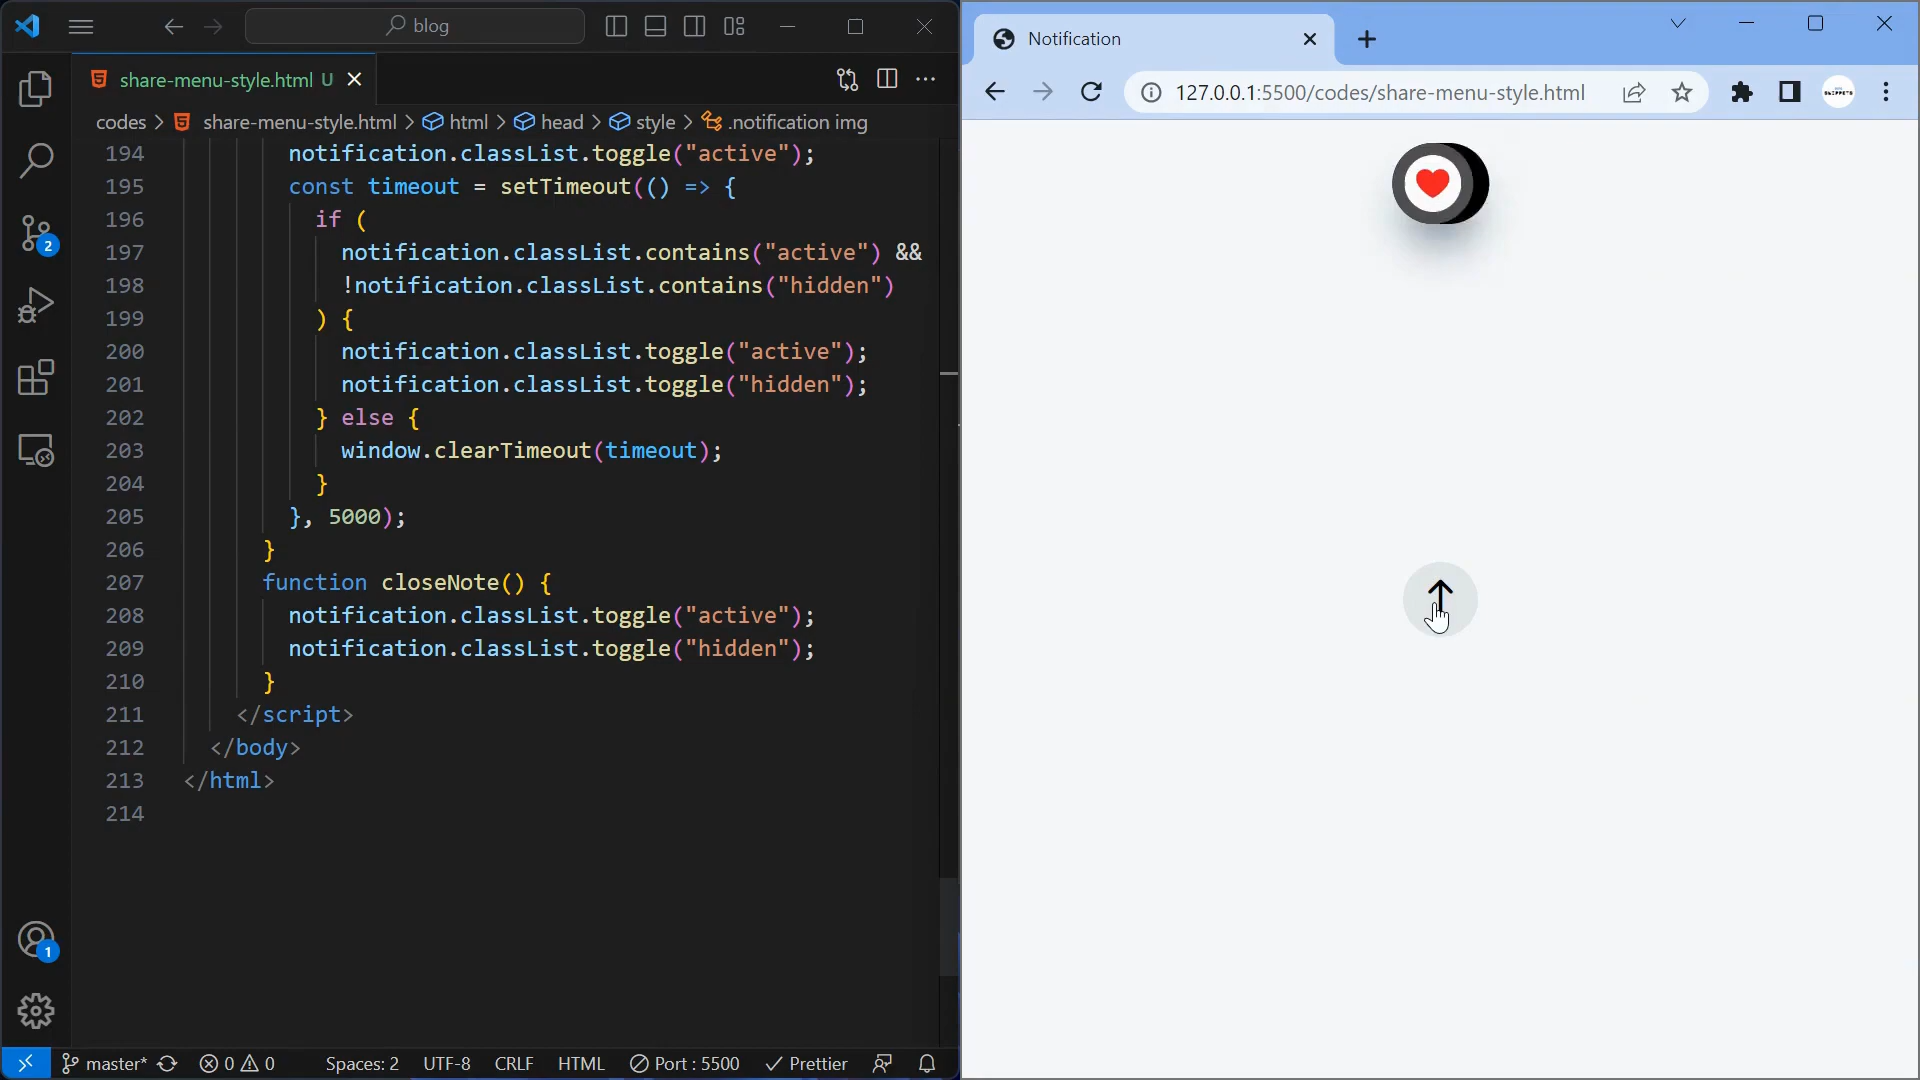 blog
share-menu-style.html U
codes > share-menu-style.html > html > head > style > .notification img
194 notification.classList.toggle("active");
195 const timeout = setTimeout(() => {
196 if (
197 notification.classList.contains("active") &&
198 !notification.classList.contains("hidden")
199 ) {
200 notification.classList.toggle("active");
201 notification.classList.toggle("hidden");
202 } else {
203 window.clearTimeout(timeout);
204 }
205 }, 5000);
206 }
207 function closeNote() {
208 notification.classList.toggle("active");
209 notification.classList.toggle("hidden");
210 }
211 </script>
212 </body>
213 </html>
214
2
1
master* 0 0 Spaces: 2 UTF-8 CRLF HTML Port : 5500 Prettier
Notification
127.0.0.1:5500/codes/share-menu-style.html